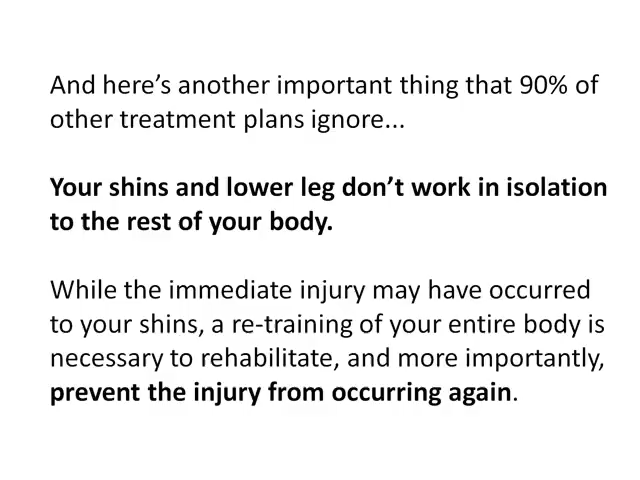 And here’s another important thing that 90% of
other treatment plans ignore...
Your shins and lower leg don’t work in isolation
to the rest of your body.
While the immediate injury may have occurred
to your shins, a re-training of your entire body is
necessary to rehabilitate, and more importantly,
prevent the injury from occurring again.